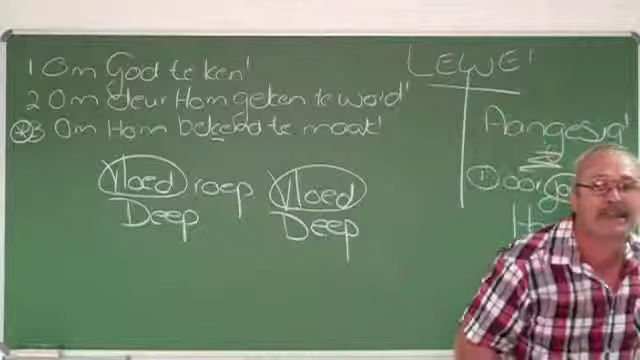 1 Om God te ken!
2 Om deur Hom geken te word!
3 Om Hom bekend te maak!
Vloed roep Vloed
Deep Deep
LEWE!
Aangesig